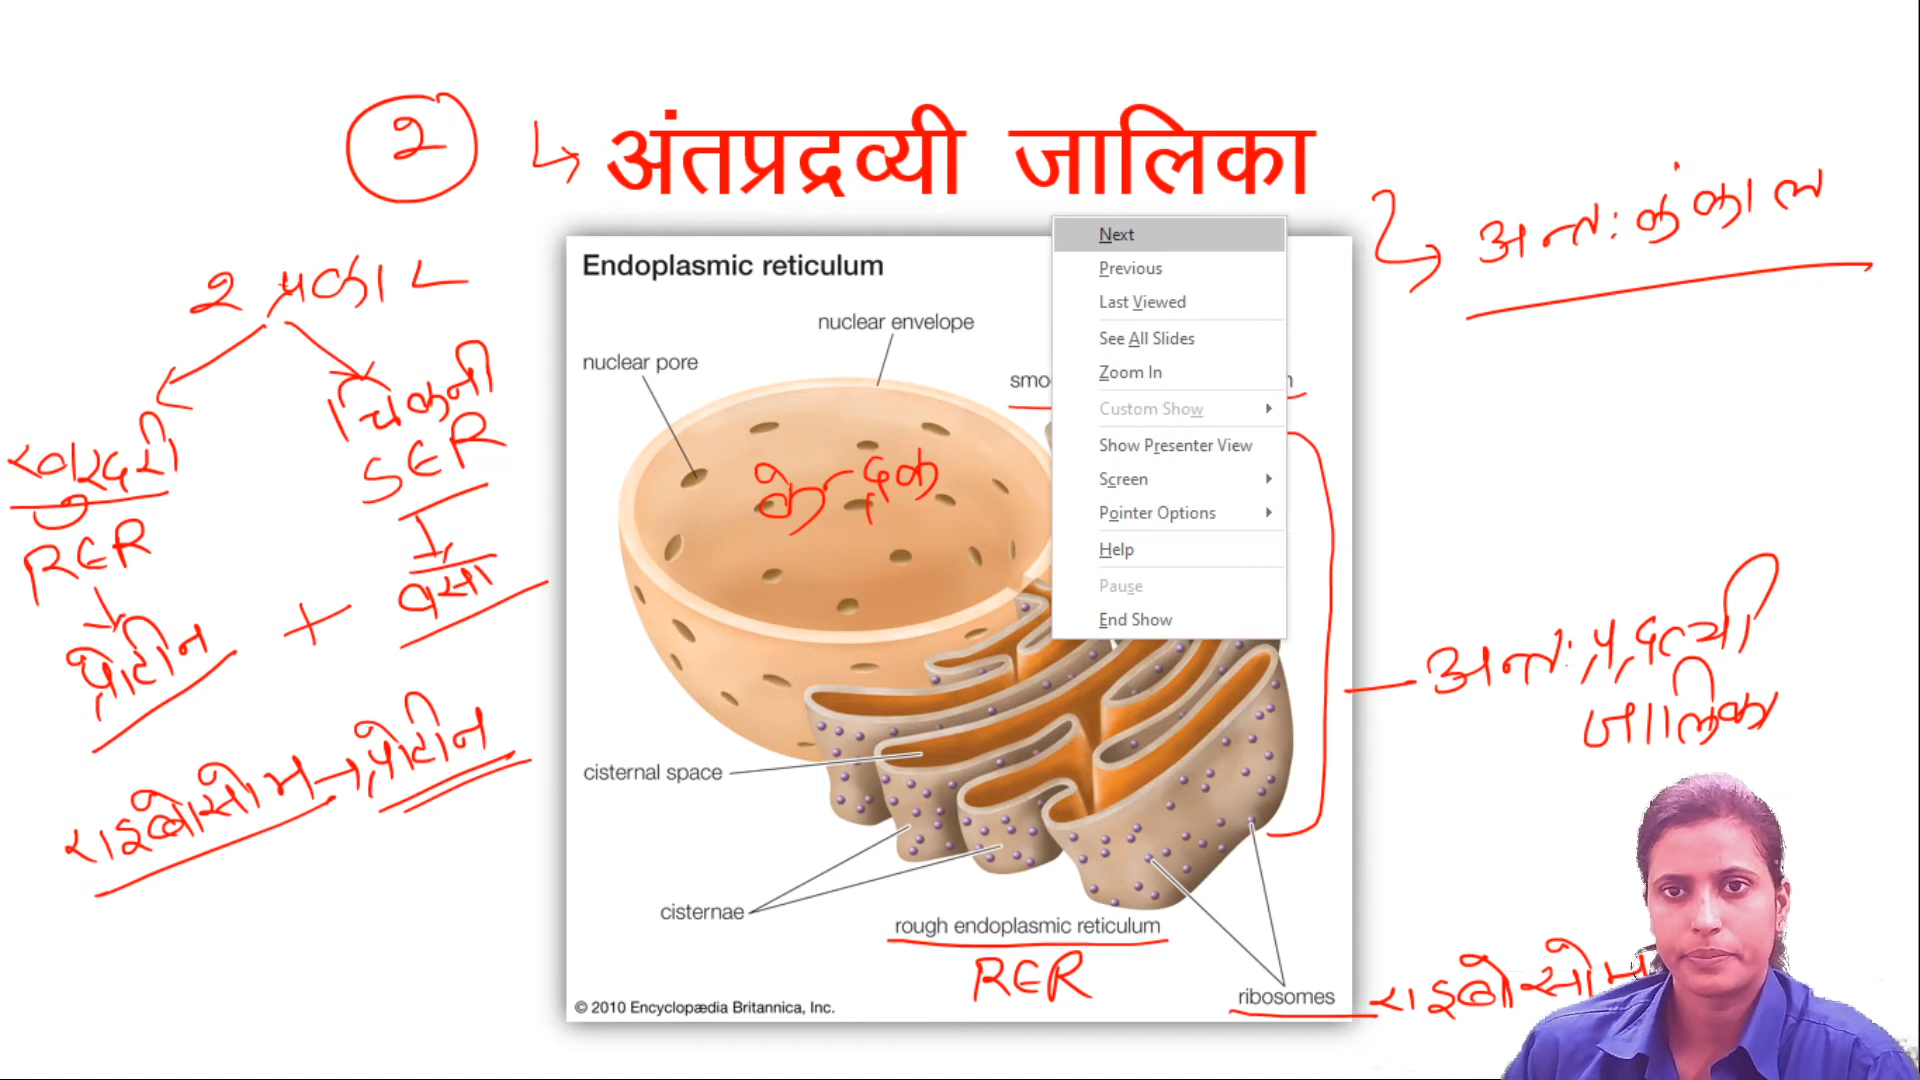 2
अंतप्रद्रव्यी जालिका
अन्तः कंकाल
2 प्रकार
खुरदरी
RER
प्रोटीन
+
चिकनी
SER
वसा
राइबोसोम → प्रोटीन
Endoplasmic reticulum
nuclear envelope
nuclear pore
केन्द्रक
Next
Previous
Last Viewed
See All Slides
Zoom In
Custom Show
Show Presenter View
Screen
Pointer Options
Help
Pause
End Show
अन्तः प्रद्रव्यी
जालिका
cisternal space
cisternae
rough endoplasmic reticulum
RER
ribosomes
राइबोसोम
© 2010 Encyclopædia Britannica, Inc.